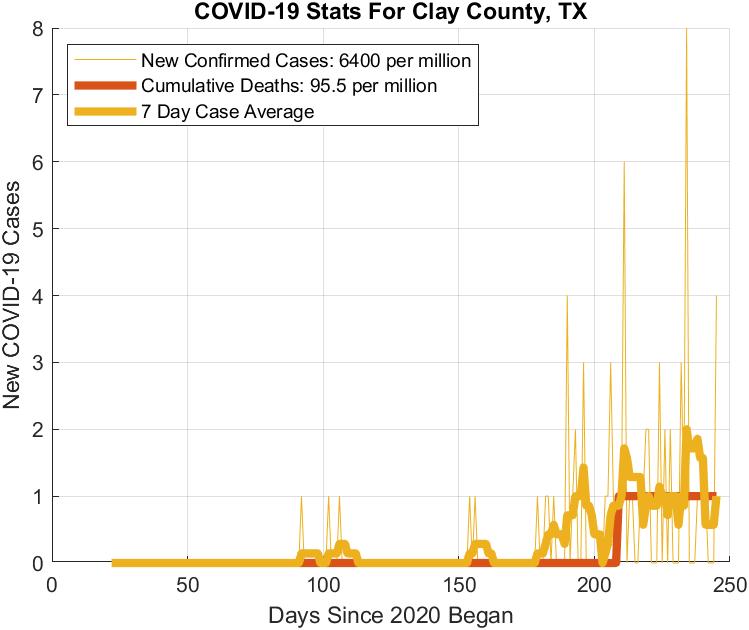 COVID-19 Stats For Clay County, TX
New Confirmed Cases: 6400 per million
Cumulative Deaths: 95.5 per million
7 Day Case Average
New COVID-19 Cases
8
7
6
5
4
3
2
1
0
0 50 100 150 200 250
Days Since 2020 Began